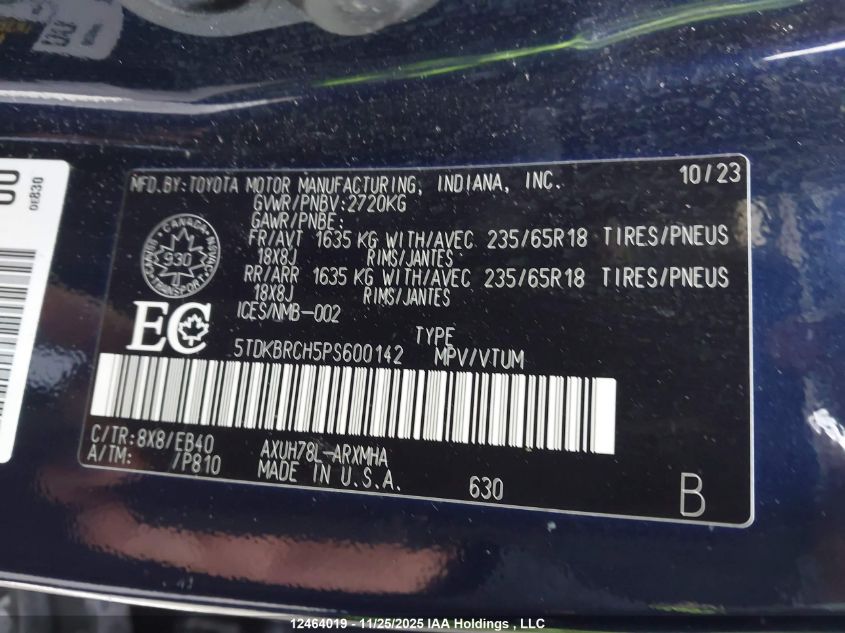 MFD.BY:TOYOTA MOTOR MANUFACTURING, INDIANA, INC. 10/23
GVWR/PNBV:2720KG
GAWR/PNBE:
FR/AVT 1635 KG WITH/AVEC 235/65R18 TIRES/PNEUS
18X8J RIMS/JANTES
RR/ARR 1635 KG WITH/AVEC 235/65R18 TIRES/PNEUS
18X8J RIMS/JANTES
ICES/NMB-002
CANADA
930
TRANSPORT
EC
TYPE
5TDKBRCH5PS600142 MPV/VTUM
C/TR:8X8/EB40 AXUH78L-ARXMHA
A/TM: /P810 MADE IN U.S.A. 630 B
12464019 - 11/25/2025 IAA Holdings , LLC